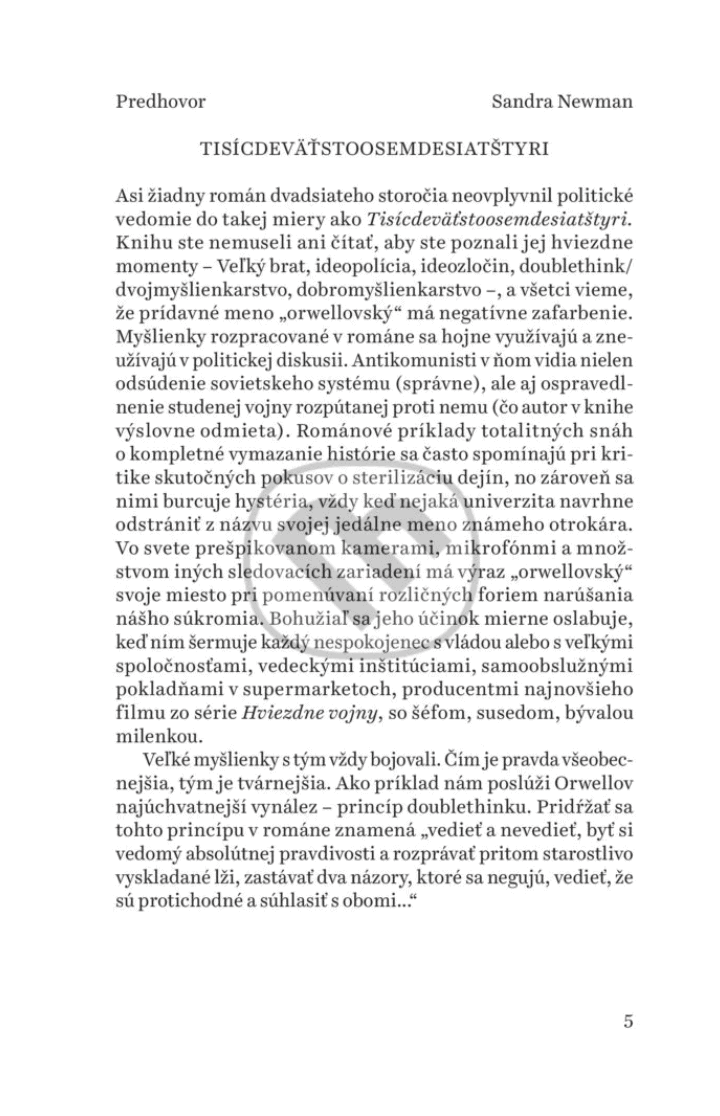 Predhovor Sandra Newman
TISÍCDEVÄŤSTOOSEMDESIATŠTYRI
Asi žiadny román dvadsiateho storočia neovplyvnil politické
vedomie do takej miery ako Tisícdeväťstoosemdesiatštyri.
Knihu ste nemuseli ani čítať, aby ste poznali jej hviezdne
momenty – Veľký brat, ideopolícia, ideozločin, doublethink/
dvojmyšlienkarstvo, dobromyšlienkarstvo –, a všetci vieme,
že prídavné meno „orwellovský“ má negatívne zafarbenie.
Myšlienky rozpracované v románe sa hojne využívajú a zne-
užívajú v politickej diskusii. Antikomunisti v ňom vidia nielen
odsúdenie sovietskeho systému (správne), ale aj ospravedl-
nenie studenej vojny rozpútanej proti nemu (čo autor v knihe
výslovne odmieta). Románové príklady totalitných snáh
o kompletné vymazanie histórie sa často spomínajú pri kri-
tike skutočných pokusov o sterilizáciu dejín, no zároveň sa
nimi burcuje hystéria, vždy keď nejaká univerzita navrhne
odstrániť z názvu svojej jedálne meno známeho otrokára.
Vo svete prešpikovanom kamerami, mikrofónmi a množ-
stvom iných sledovacích zariadení má výraz „orwellovský“
svoje miesto pri pomenúvaní rozličných foriem narúšania
nášho súkromia. Bohužiaľ sa jeho účinok mierne oslabuje,
keď ním šermuje každý nespokojenec s vládou alebo s veľkými
spoločnosťami, vedeckými inštitúciami, samoobslužnými
pokladňami v supermarketoch, producentmi najnovšieho
filmu zo série Hviezdne vojny, so šéfom, susedom, bývalou
milenkou.
Veľké myšlienky s tým vždy bojovali. Čím je pravda všeobec-
nejšia, tým je tvárnejšia. Ako príklad nám poslúži Orwellov
najúchvatnejší vynález – princíp doublethinku. Pridŕžať sa
tohto princípu v románe znamená „vedieť a nevedieť, byť si
vedomý absolútnej pravdivosti a rozprávať pritom starostlivo
vyskladané lži, zastávať dva názory, ktoré sa negujú, vedieť, že
sú protichodné a súhlasiť s obomi...“
5